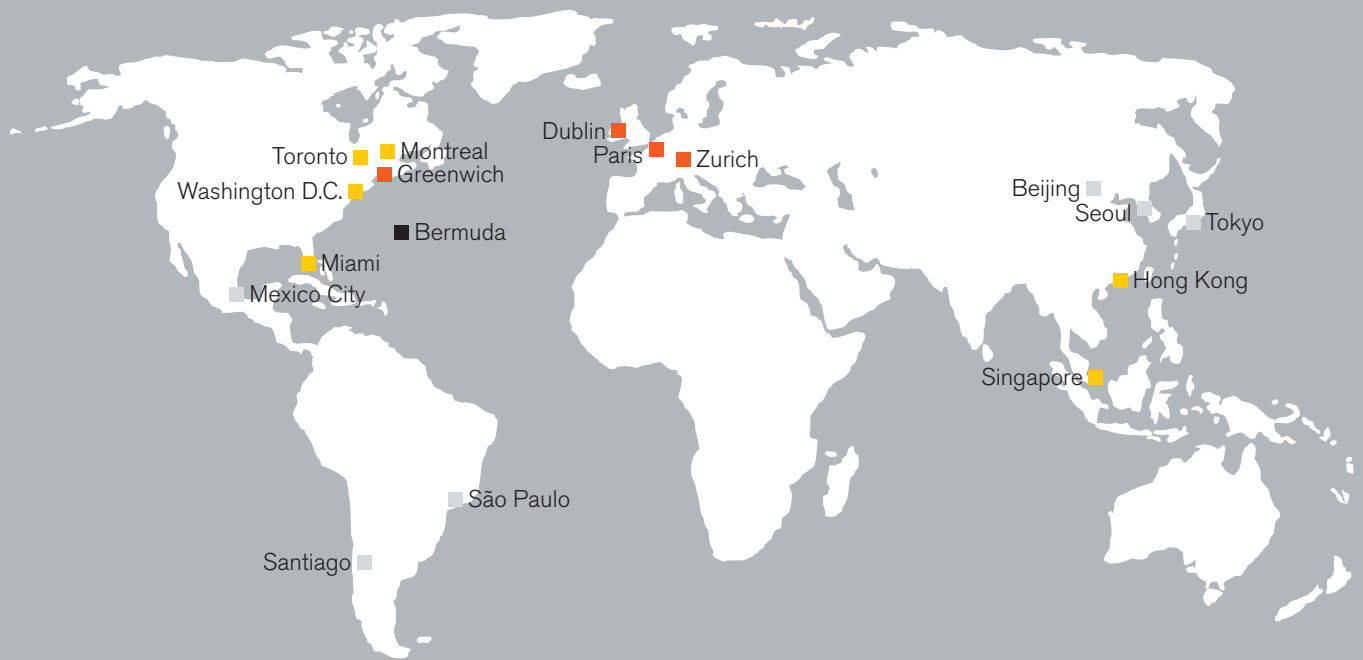 Dublin
Toronto
Montreal
Paris
Zurich
Greenwich
Washington D.C.
Beijing
Seoul
Tokyo
Bermuda
Miami
Hong Kong
Mexico City
Singapore
São Paulo
Santiago